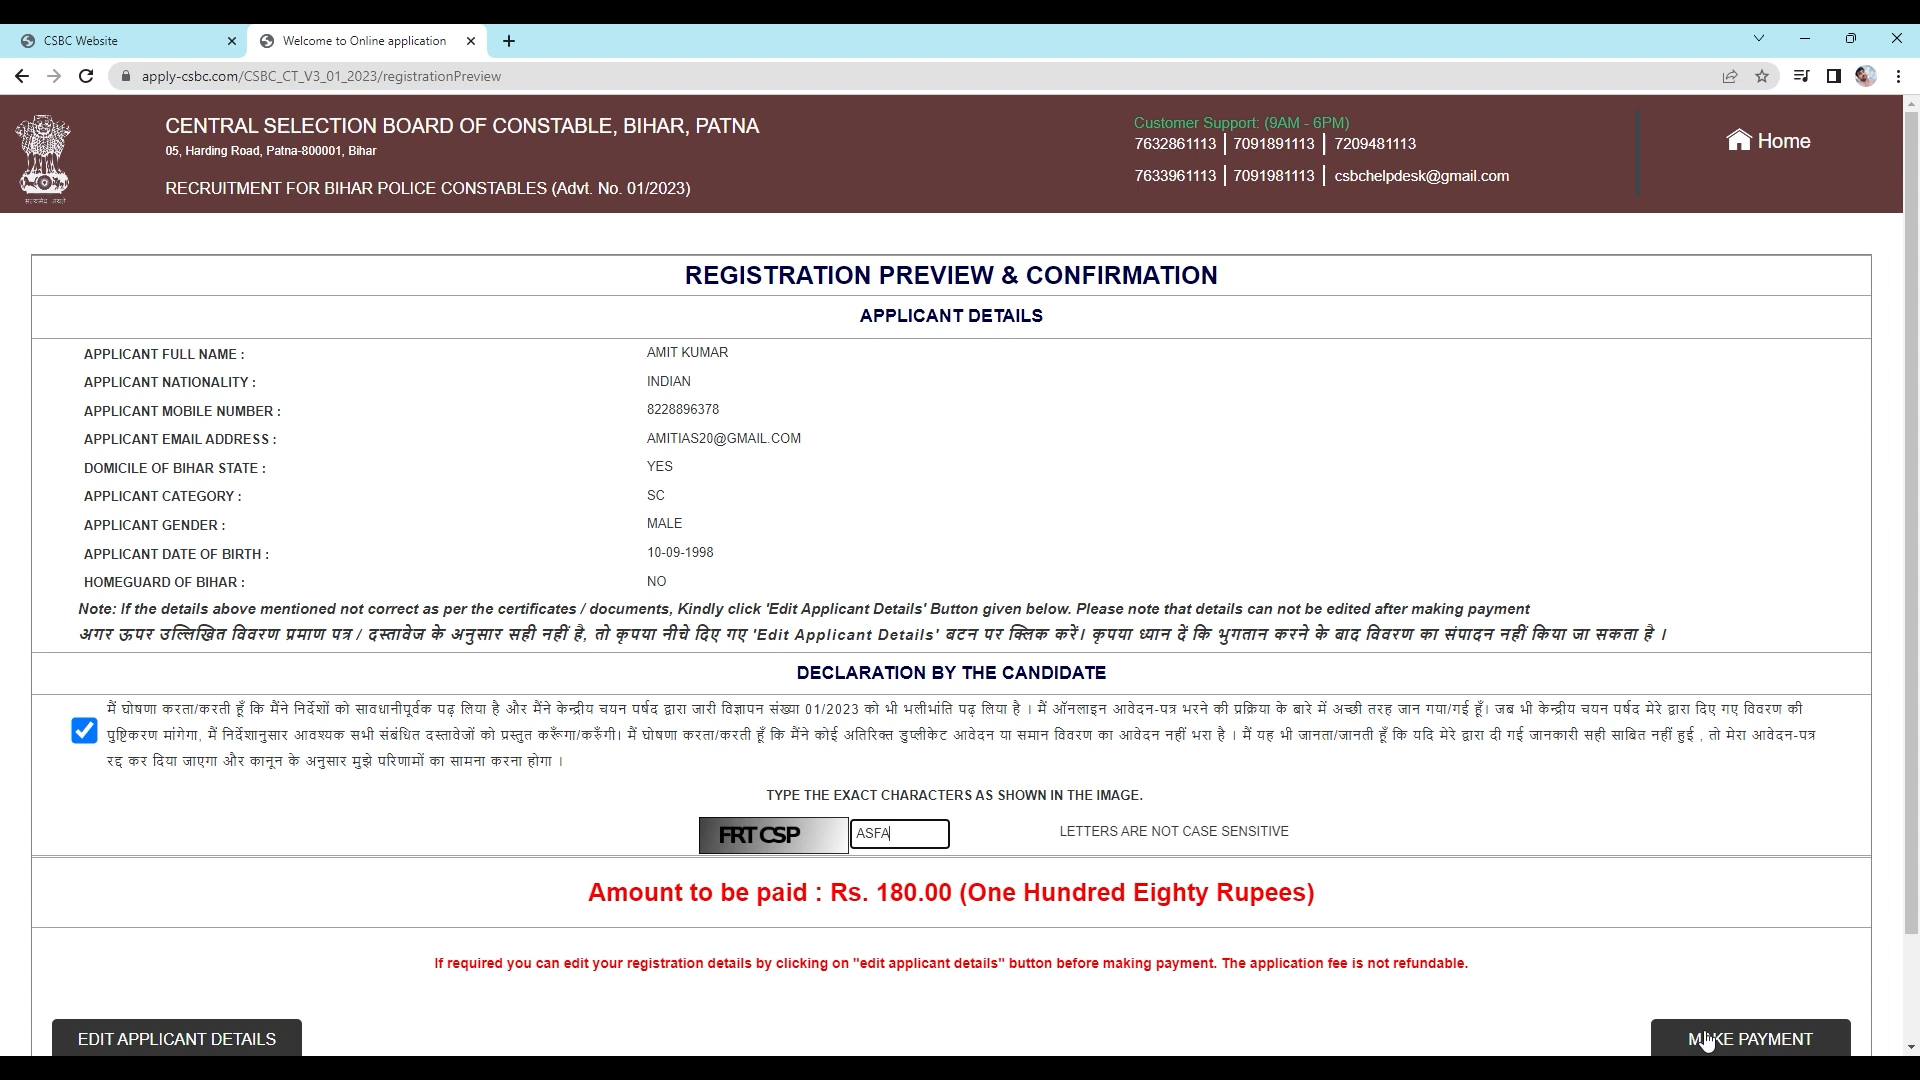 CSBC Website
Welcome to Online application
apply-csbc.com/CSBC_CT_V3_01_2023/registrationPreview
CENTRAL SELECTION BOARD OF CONSTABLE, BIHAR, PATNA
05, Harding Road, Patna-800001, Bihar
RECRUITMENT FOR BIHAR POLICE CONSTABLES (Advt. No. 01/2023)
Customer Support: (9AM - 6PM)
7632861113 | 7091891113 | 7209481113
7633961113 | 7091981113 | csbchelpdesk@gmail.com
Home
सत्यमेव जयते
REGISTRATION PREVIEW & CONFIRMATION
APPLICANT DETAILS
APPLICANT FULL NAME : AMIT KUMAR
APPLICANT NATIONALITY : INDIAN
APPLICANT MOBILE NUMBER : 8228896378
APPLICANT EMAIL ADDRESS : AMITIAS20@GMAIL.COM
DOMICILE OF BIHAR STATE : YES
APPLICANT CATEGORY : SC
APPLICANT GENDER : MALE
APPLICANT DATE OF BIRTH : 10-09-1998
HOMEGUARD OF BIHAR : NO
Note: If the details above mentioned not correct as per the certificates / documents, Kindly click 'Edit Applicant Details' Button given below. Please note that details can not be edited after making payment
अगर ऊपर उल्लिखित विवरण प्रमाण पत्र / दस्तावेज के अनुसार सही नहीं है, तो कृपया नीचे दिए गए 'Edit Applicant Details' बटन पर क्लिक करें। कृपया ध्यान दें कि भुगतान करने के बाद विवरण का संपादन नहीं किया जा सकता है ।
DECLARATION BY THE CANDIDATE
मैं घोषणा करता/करती हूँ कि मैंने निर्देशों को सावधानीपूर्वक पढ़ लिया है और मैंने केन्द्रीय चयन पर्षद द्वारा जारी विज्ञापन संख्या 01/2023 को भी भलीभांति पढ़ लिया है । मैं ऑनलाइन आवेदन-पत्र भरने की प्रक्रिया के बारे में अच्छी तरह जान गया/गई हूँ। जब भी केन्द्रीय चयन पर्षद मेरे द्वारा दिए गए विवरण की
पुष्टिकरण मांगेगा, मैं निर्देशानुसार आवश्यक सभी संबंधित दस्तावेजों को प्रस्तुत करूँगा/करुँगी। मैं घोषणा करता/करती हूँ कि मैंने कोई अतिरिक्त डुप्लीकेट आवेदन या समान विवरण का आवेदन नहीं भरा है । मैं यह भी जानता/जानती हूँ कि यदि मेरे द्वारा दी गई जानकारी सही साबित नहीं हुई , तो मेरा आवेदन-पत्र
रद्द कर दिया जाएगा और कानून के अनुसार मुझे परिणामों का सामना करना होगा ।
TYPE THE EXACT CHARACTERS AS SHOWN IN THE IMAGE.
FRTCSP ASFA LETTERS ARE NOT CASE SENSITIVE
Amount to be paid : Rs. 180.00 (One Hundred Eighty Rupees)
If required you can edit your registration details by clicking on "edit applicant details" button before making payment. The application fee is not refundable.
EDIT APPLICANT DETAILS
MAKE PAYMENT